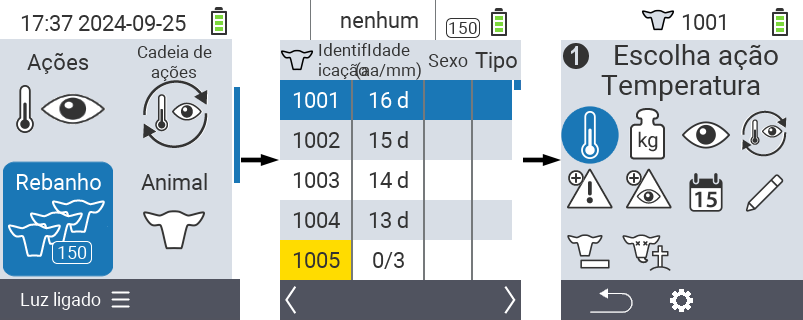 17:37 2024-09-25
Ações
Cadeia de
ações
Rebanho
150
Animal
Luz ligado
nenhum
150
Identif
icação
Idade
(aa/mm)
Sexo
Tipo
1001 16 d
1002 15 d
1003 14 d
1004 13 d
1005 0/3
1001
1 Escolha ação
Temperatura
kg
15